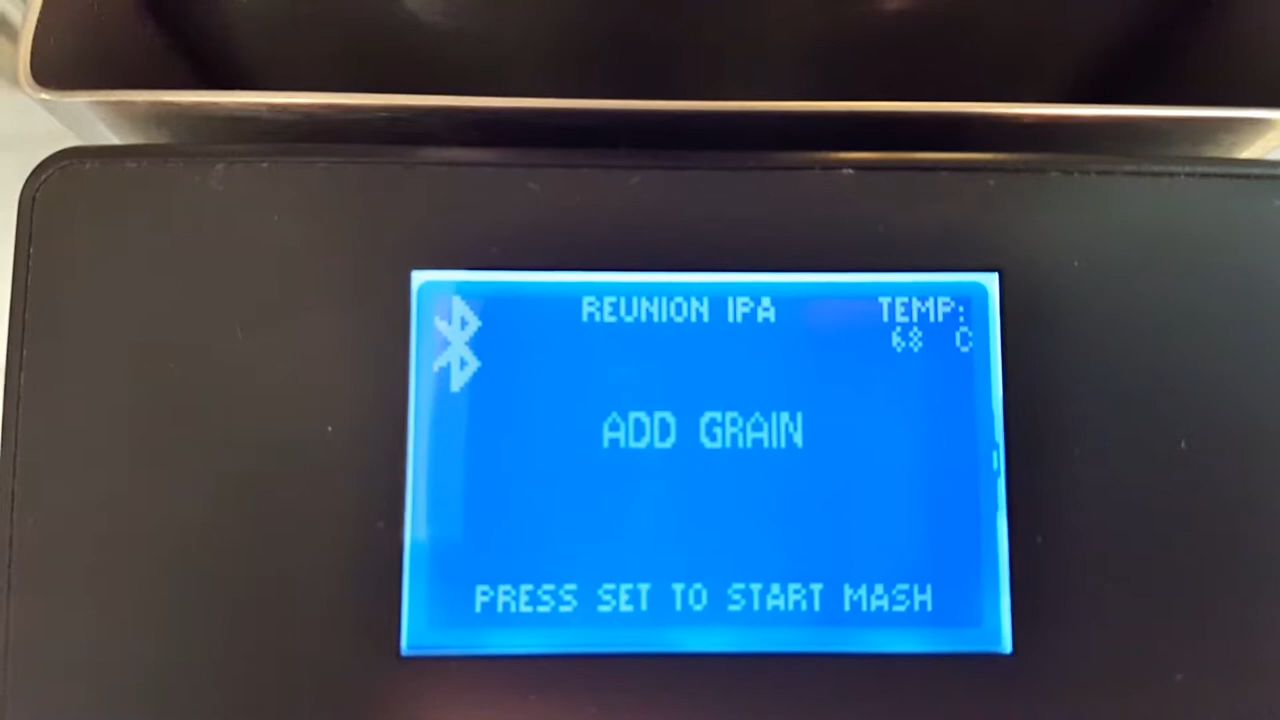 REUNION IPA
TEMP:
68 C
ADD GRAIN
PRESS SET TO START MASH